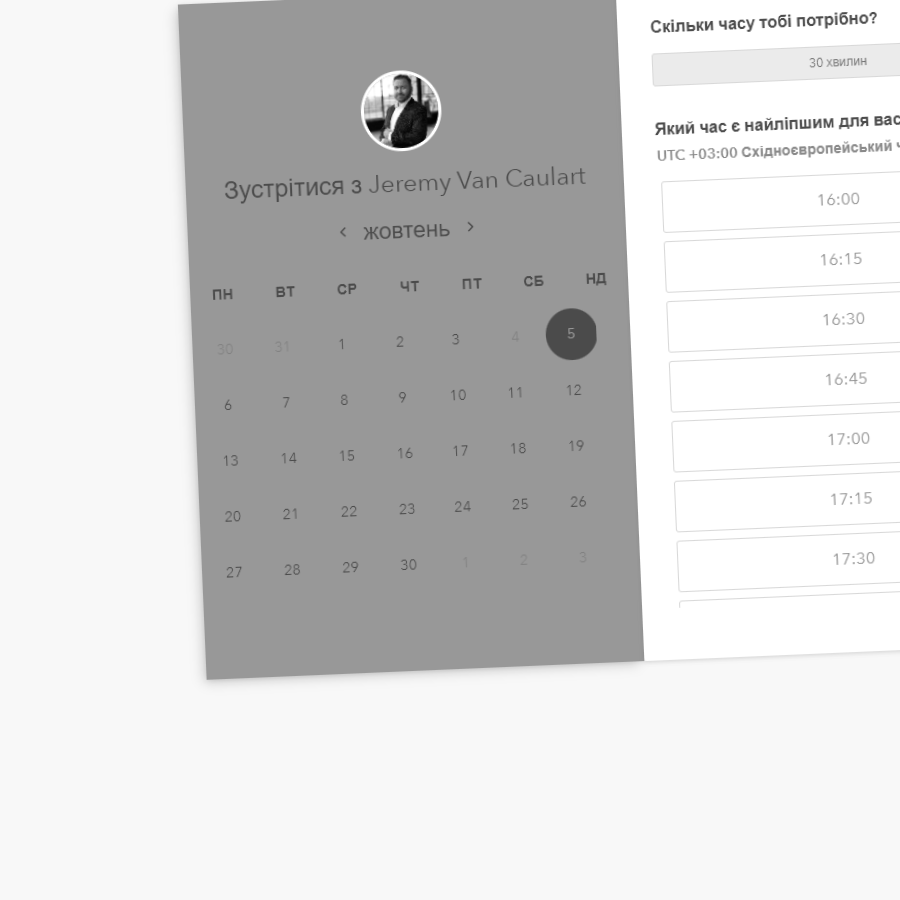 Зустрітися з Jeremy Van Caulart
‹ жовтень ›
ПН ВТ СР ЧТ ПТ СБ НД
30 31 1 2 3 4 5
6 7 8 9 10 11 12
13 14 15 16 17 18 19
20 21 22 23 24 25 26
27 28 29 30 1 2 3
Скільки часу тобі потрібно?
30 хвилин
Який час є найліпшим для вас
UTC +03:00 Східноєвропейський
16:00
16:15
16:30
16:45
17:00
17:15
17:30